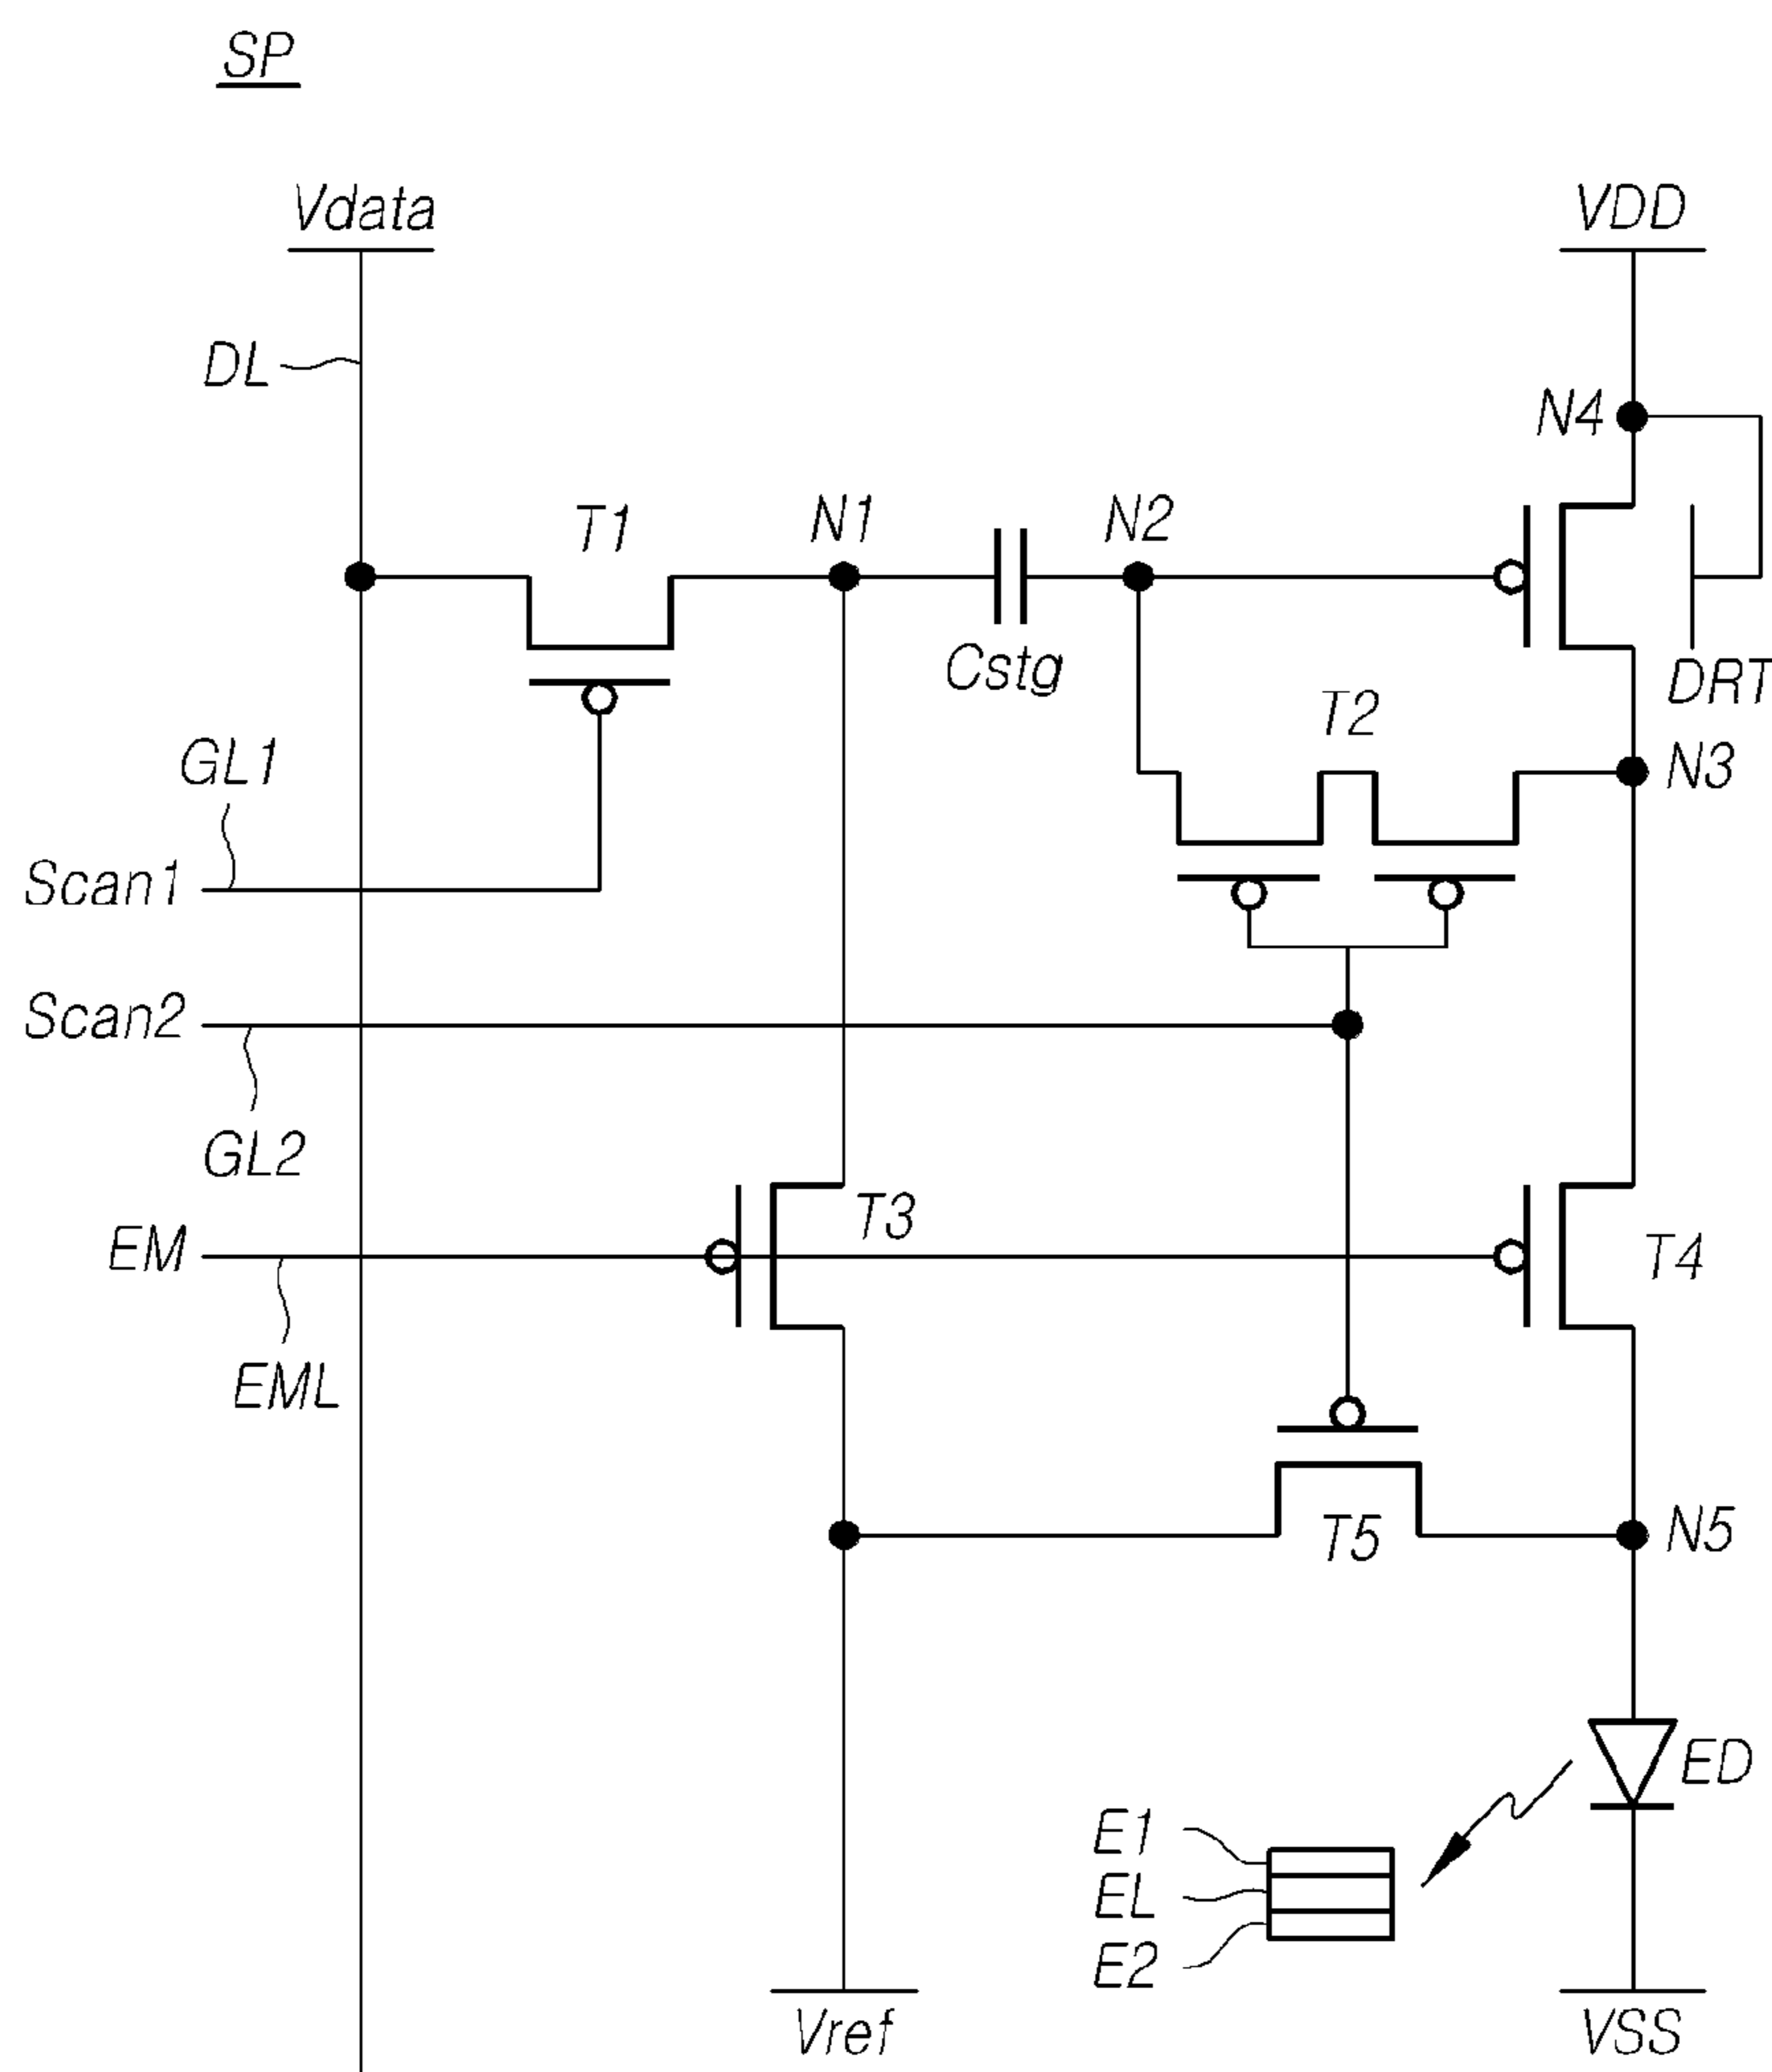 SP
Vdata
VDD
DL
N4
T1
N1
N2
Cstg
DRT
T2
GL1
N3
Scan1
Scan2
GL2
T3
EM
T4
EML
T5
N5
ED
E1
EL
E2
Vref
VSS